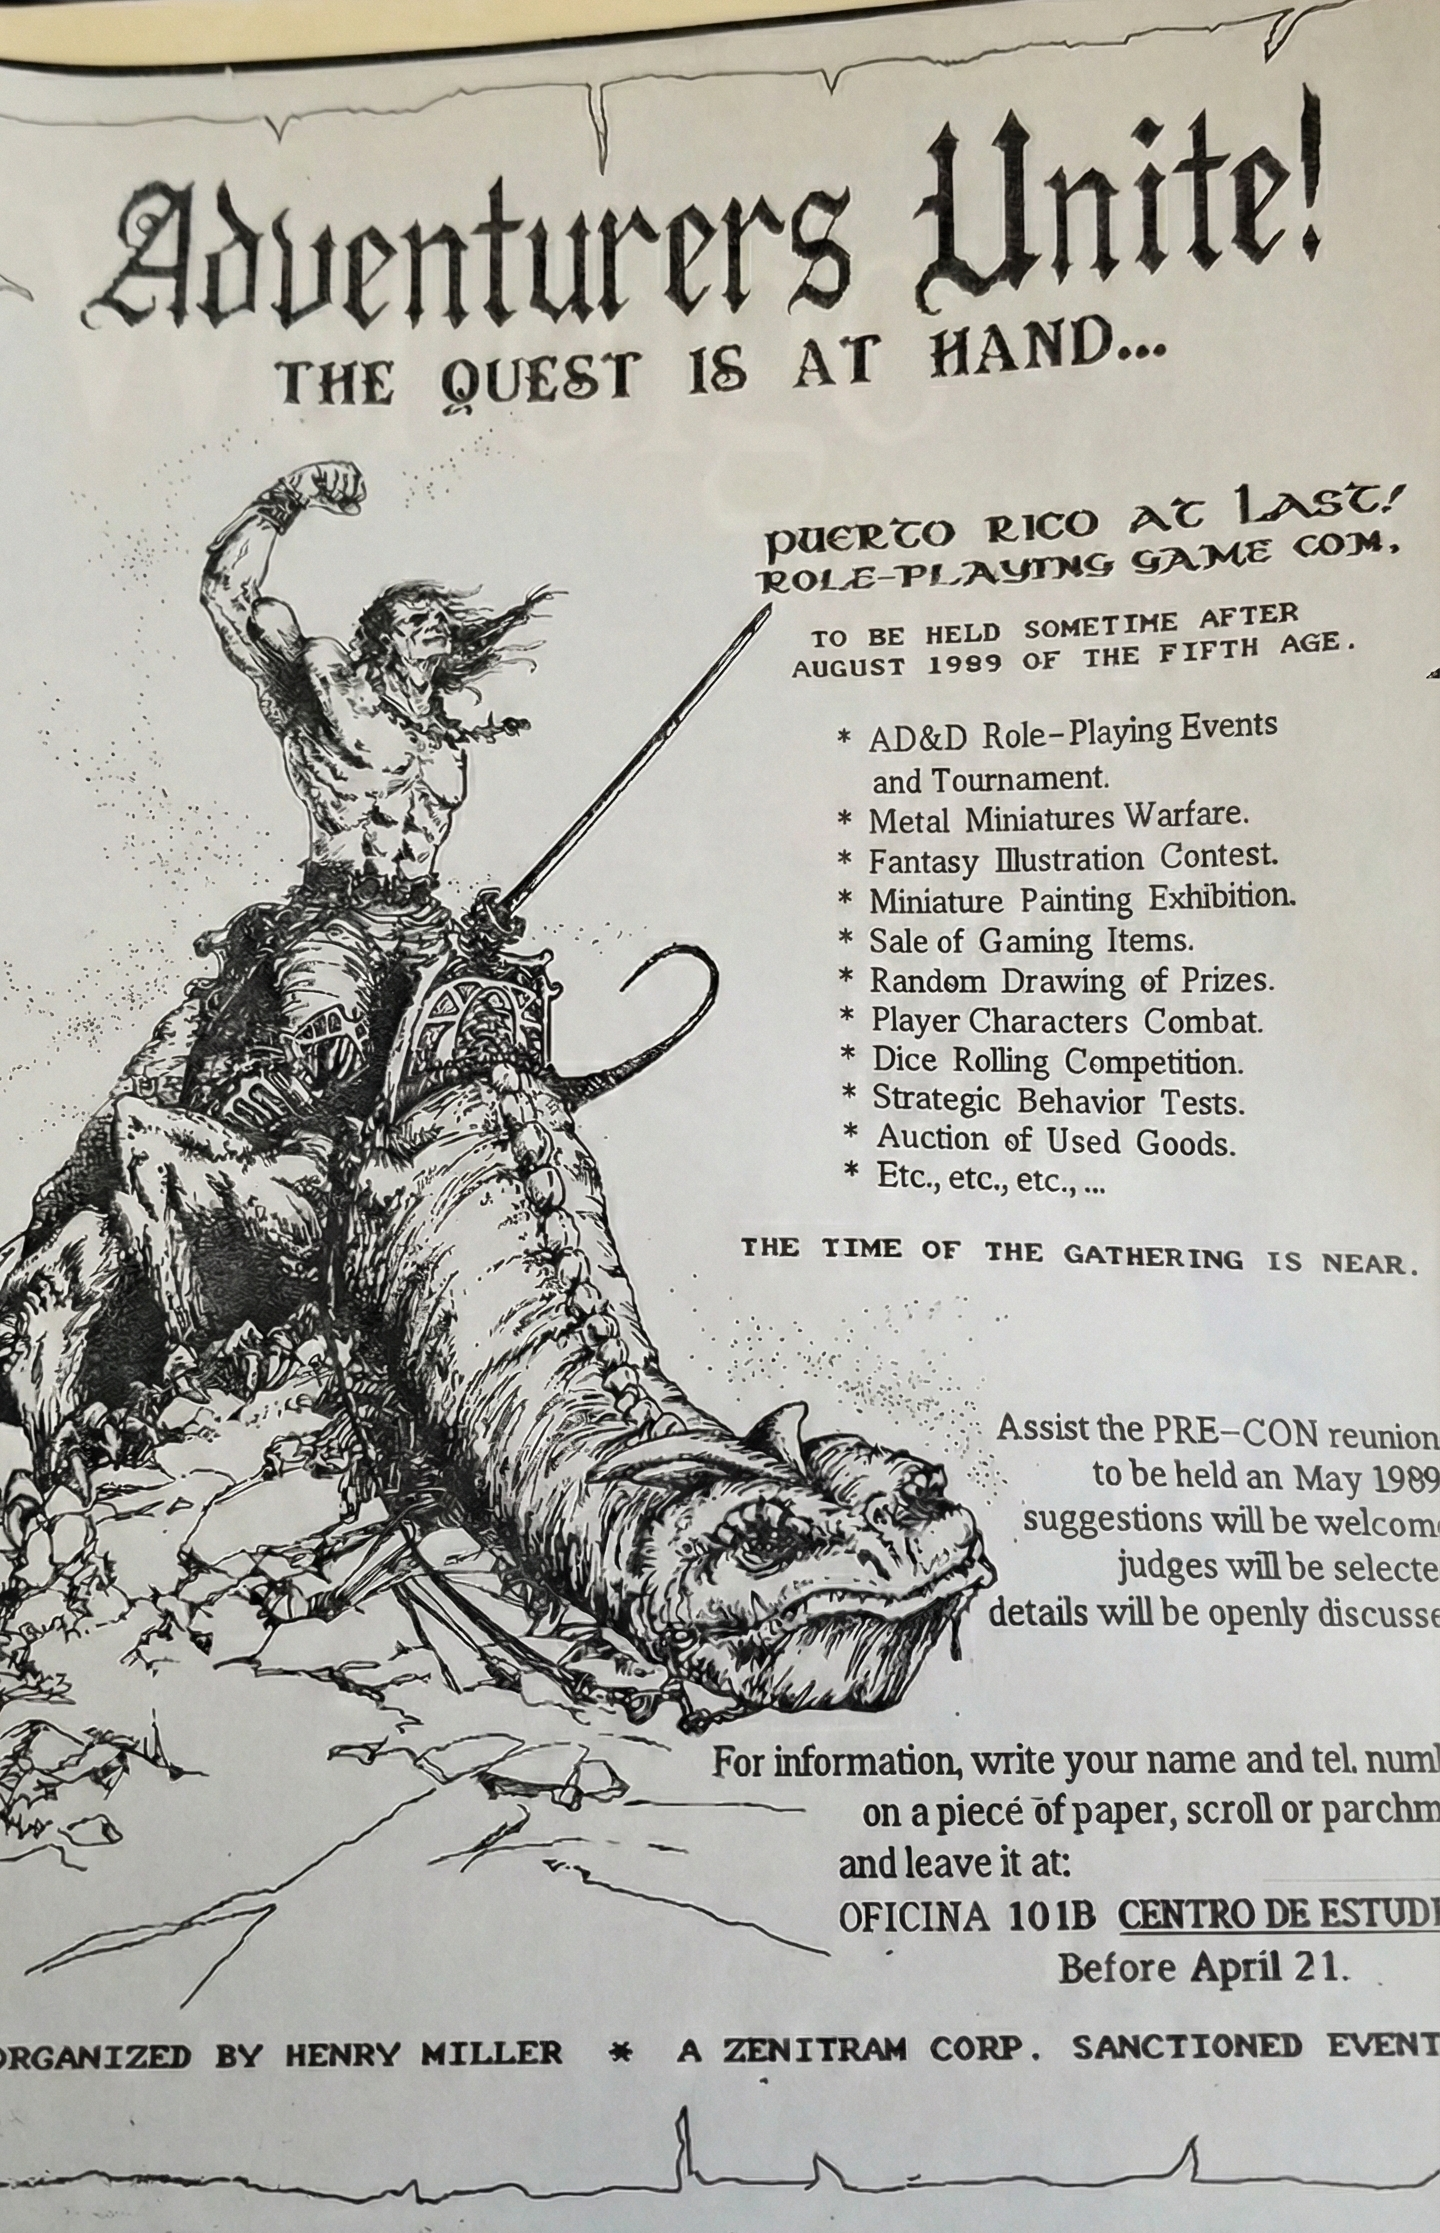 Adventurers Unite!
THE QUEST IS AT HAND...
PUERTO RICO AT LAST!
ROLE-PLAYING GAME CON.
TO BE HELD SOMETIME AFTER
AUGUST 1989 OF THE FIFTH AGE.
* AD&D Role-Playing Events
and Tournament.
* Metal Miniatures Warfare.
* Fantasy Illustration Contest.
* Miniature Painting Exhibition.
* Sale of Gaming Items.
* Random Drawing of Prizes.
* Player Characters Combat.
* Dice Rolling Competition.
* Strategic Behavior Tests.
* Auction of Used Goods.
* Etc., etc., etc., ...
THE TIME OF THE GATHERING IS NEAR.
Assist the PRE-CON reunion
to be held an May 1989
suggestions will be welcom
judges will be selecte
details will be openly discusse
For information, write your name and tel. num
on a piece of paper, scroll or parchm
and leave it at:
OFICINA 101B CENTRO DE ESTUDI
Before April 21.
ORGANIZED BY HENRY MILLER * A ZENITRAM CORP. SANCTIONED EVENT